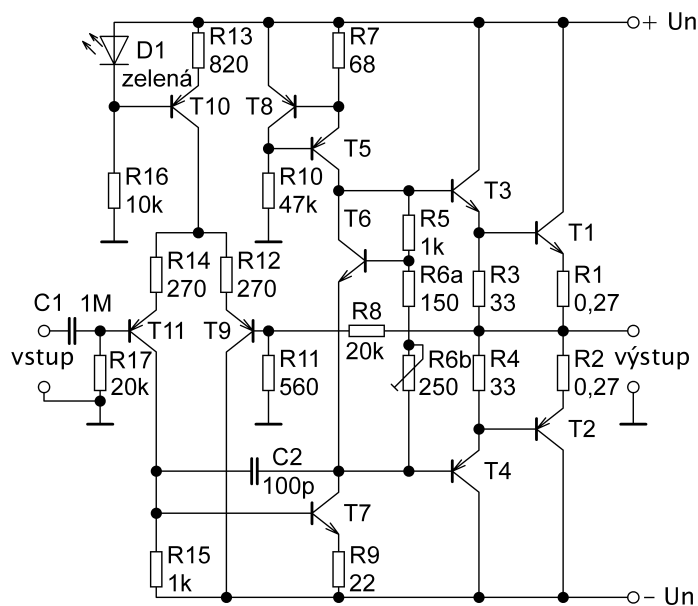 + Un
D1
zelená
R13
820
R7
68
T10
T8
T5
R16
10k
R10
47k
T6
T3
R5
1k
T1
R14
270
R12
270
R6a
150
R3
33
R1
0,27
C1
1M
T11
T9
R8
20k
vstup
R17
20k
R11
560
R6b
250
R4
33
R2
0,27
výstup
T2
C2
100p
T4
T7
R15
1k
R9
22
- Un